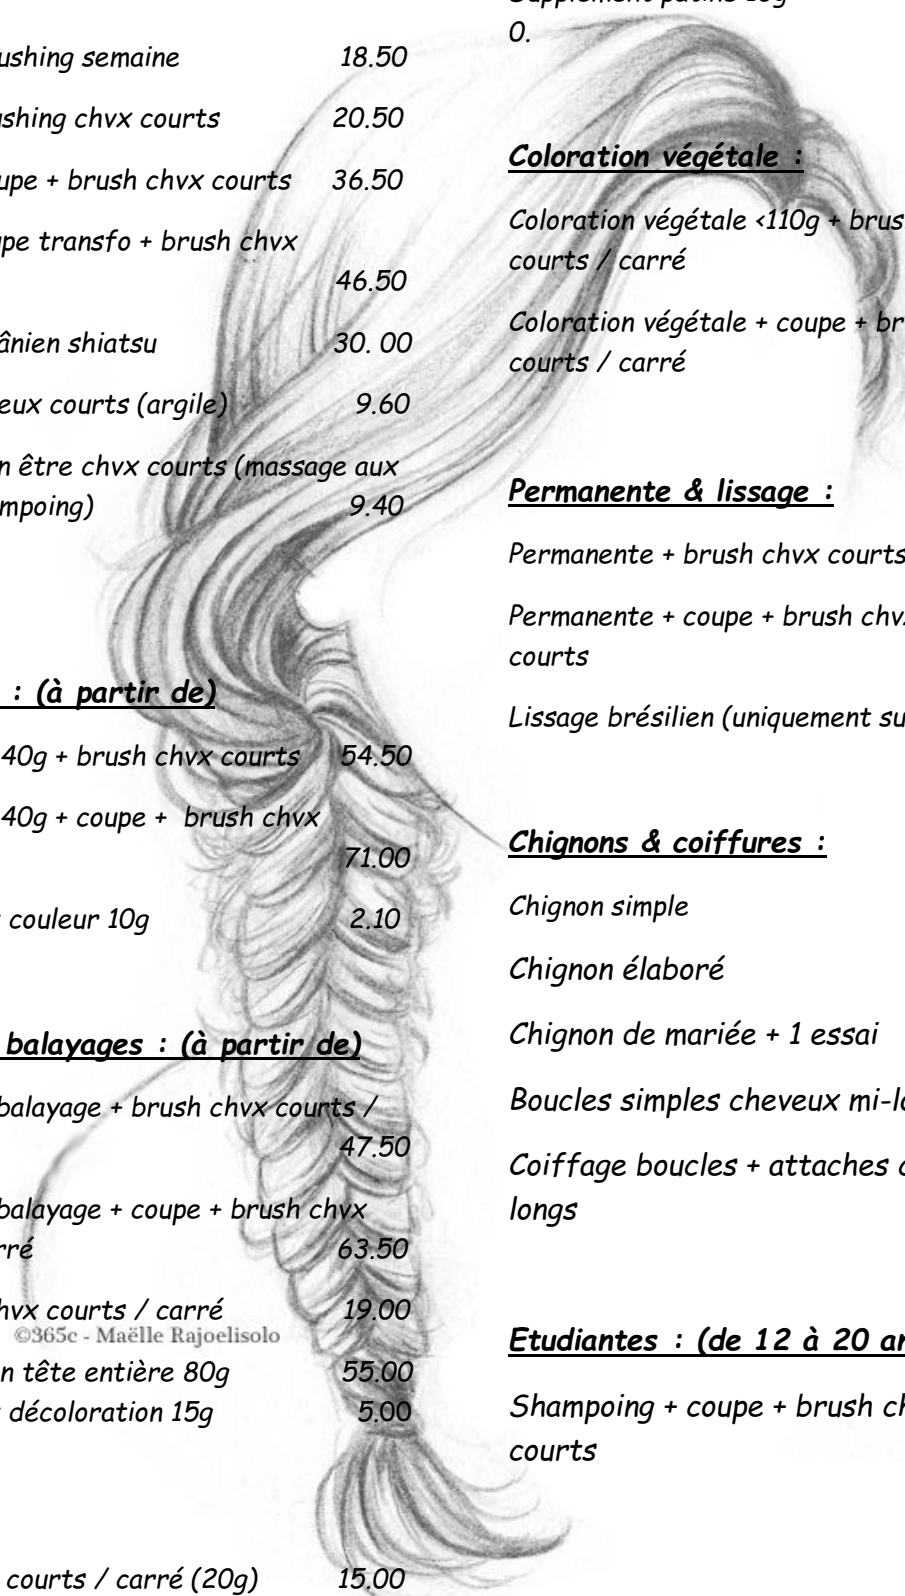 ushing semaine 18.50
ushing chvx courts 20.50
upe + brush chvx courts 36.50
pe transfo + brush chvx
46.50
ânien shiatsu 30. 00
eux courts (argile) 9.60
n être chvx courts (massage aux
mpoing) 9.40
: (à partir de)
40g + brush chvx courts 54.50
40g + coupe + brush chvx
71.00
couleur 10g 2.10
balayages : (à partir de)
balayage + brush chvx courts /
47.50
balayage + coupe + brush chvx
rré 63.50
hvx courts / carré 19.00
©365c - Maëlle Rajoelisolo
n tête entière 80g 55.00
décoloration 15g 5.00
courts / carré (20g) 15.00
Supplément patine 10g
0.
Coloration végétale :
Coloration végétale <110g + brus
courts / carré
Coloration végétale + coupe + br
courts / carré
Permanente & lissage :
Permanente + brush chvx courts
Permanente + coupe + brush chv
courts
Lissage brésilien (uniquement su
Chignons & coiffures :
Chignon simple
Chignon élaboré
Chignon de mariée + 1 essai
Boucles simples cheveux mi-lo
Coiffage boucles + attaches c
longs
Etudiantes : (de 12 à 20 an
Shampoing + coupe + brush ch
courts